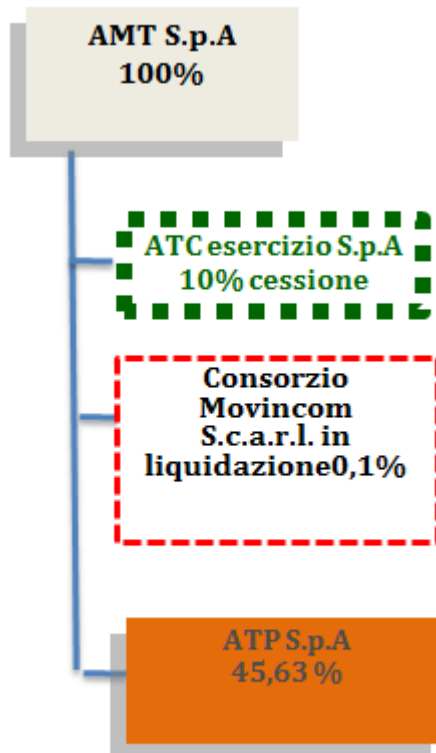 AMT S.p.A
100%
ATC esercizio S.p.A
10% cessione
Consorzio
Movincom
S.c.a.r.l. in
liquidazione0,1%
ATP S.p.A
45,63 %